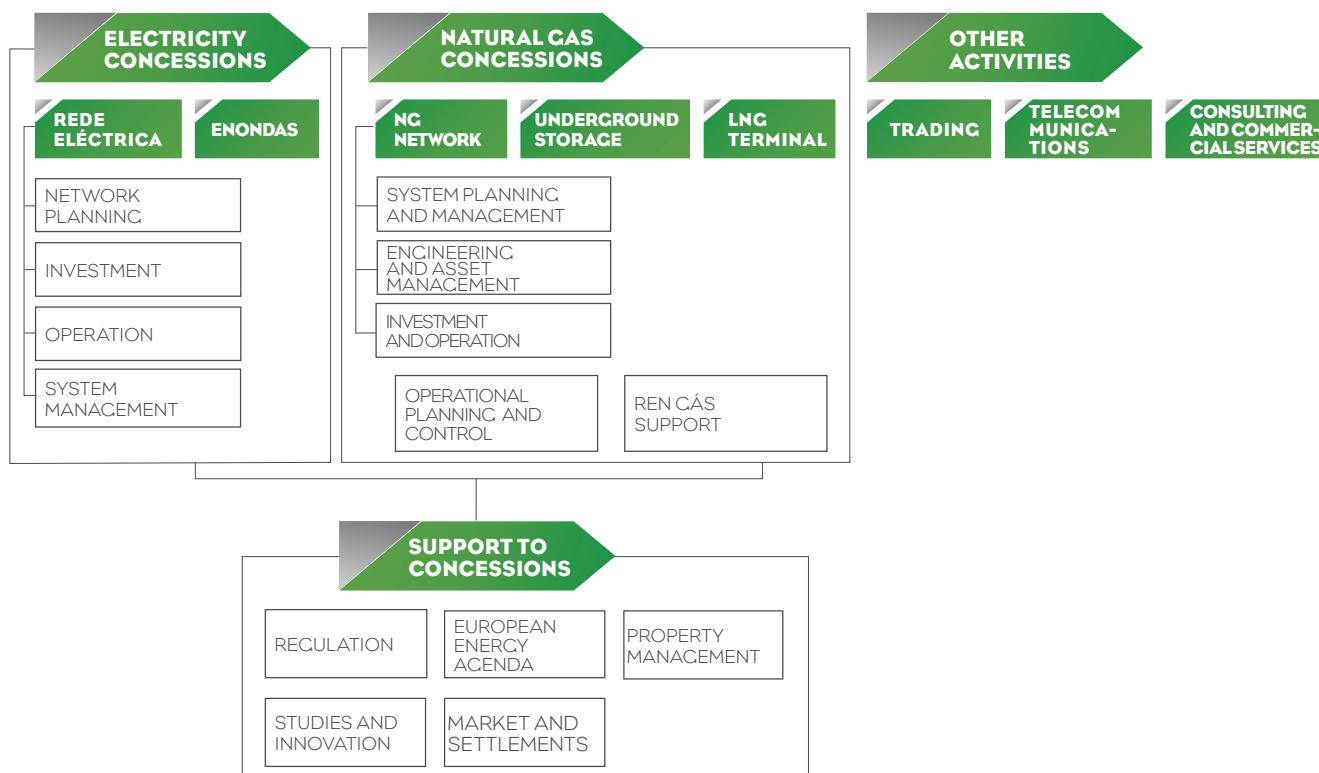 ELECTRICITY
CONCESSIONS
REDE
ELÉCTRICA
ENONDAS
NETWORK
PLANNING
INVESTMENT
OPERATION
SYSTEM
MANAGEMENT
NATURAL GAS
CONCESSIONS
NG
NETWORK
UNDERGROUND
STORAGE
LNG
TERMINAL
SYSTEM PLANNING
AND MANAGEMENT
ENGINEERING
AND ASSET
MANAGEMENT
INVESTMENT
AND OPERATION
OPERATIONAL
PLANNING AND
CONTROL
REN GÁS
SUPPORT
OTHER
ACTIVITIES
TRADING
TELECOM
MUNICA-
TIONS
CONSULTING
AND COMMER-
CIAL SERVICES
SUPPORT TO
CONCESSIONS
REGULATION
EUROPEAN
ENERGY
AGENDA
PROPERTY
MANAGEMENT
STUDIES AND
INNOVATION
MARKET AND
SETTLEMENTS